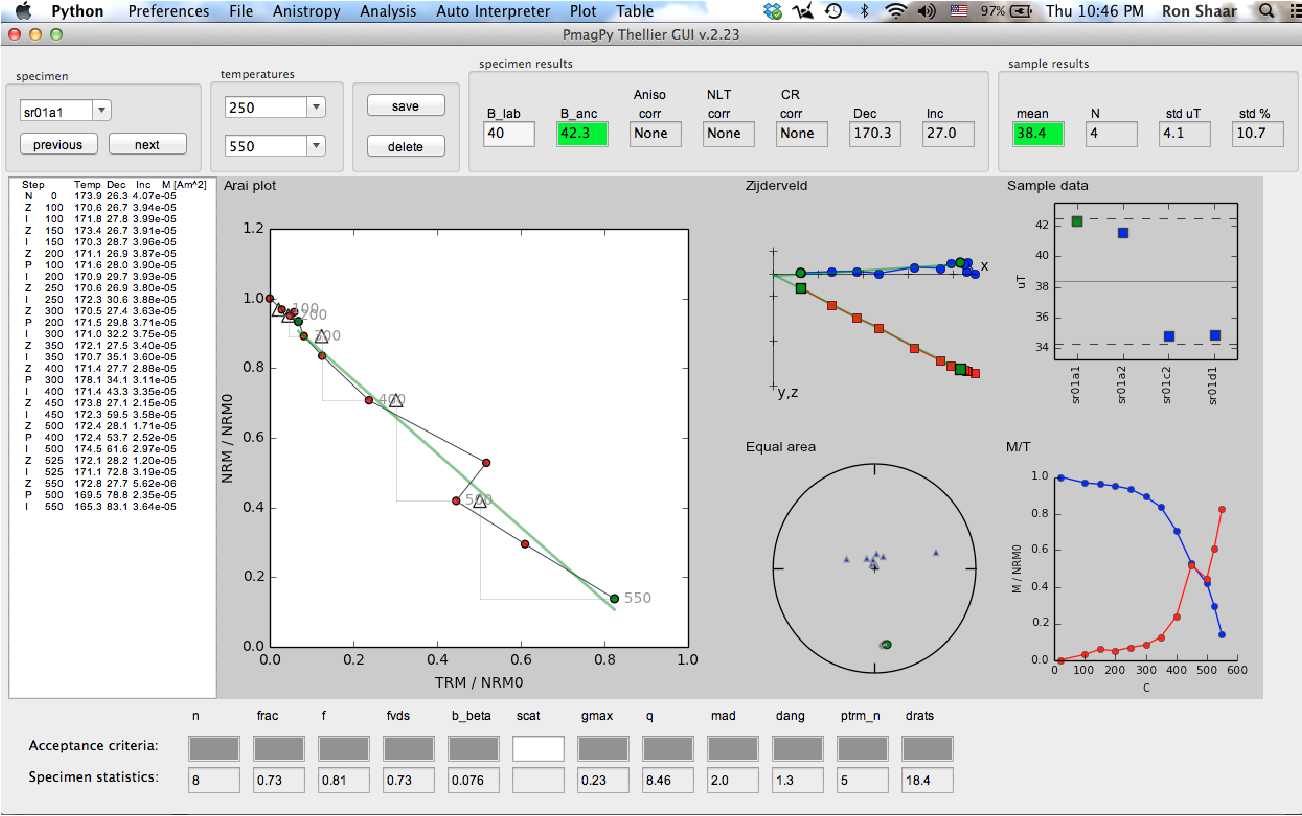 Python Preferences File Anistropy Analysis Auto Interpreter Plot Table 97% Thu 10:46 PM Ron Shaar
PmagPy Thellier GUI v.2.23
specimen
sr01a1
previous next
temperatures
250
550
save
delete
specimen results
Aniso NLT CR
B_lab B_anc corr corr corr Dec Inc
40 42.3 None None None 170.3 27.0
sample results
mean N std uT std %
38.4 4 4.1 10.7
Step Temp Dec Inc M [Am^2]
N 0 173.9 26.3 4.07e-05
Z 100 170.6 26.7 3.94e-05
I 100 171.8 27.8 3.99e-05
Z 150 173.4 26.7 3.91e-05
I 150 170.3 28.7 3.96e-05
Z 200 171.1 26.9 3.87e-05
P 100 171.6 28.0 3.90e-05
I 200 170.9 29.7 3.93e-05
Z 250 170.6 26.9 3.80e-05
I 250 172.3 30.6 3.88e-05
Z 300 170.5 27.4 3.63e-05
P 200 171.5 29.8 3.71e-05
I 300 171.0 32.2 3.75e-05
Z 350 172.1 27.5 3.40e-05
I 350 170.7 35.1 3.60e-05
Z 400 171.4 27.7 2.88e-05
P 300 178.1 34.1 3.11e-05
I 400 171.4 43.3 3.35e-05
Z 450 173.8 27.1 2.15e-05
I 450 172.3 59.5 3.58e-05
Z 500 172.4 28.1 1.71e-05
P 400 172.4 53.7 2.52e-05
I 500 174.5 61.6 2.97e-05
Z 525 172.1 28.2 1.20e-05
I 525 171.1 72.8 3.19e-05
Z 550 172.8 27.7 5.62e-06
P 500 169.5 78.8 2.35e-05
I 550 165.3 83.1 3.64e-05
Arai plot
1.2
1.0
0.8
0.6
0.4
0.2
0.0
NRM / NRM0
100
200
300
400
500
550
0.0 0.2 0.4 0.6 0.8 1.0
TRM / NRM0
Zijderveld
X
y,z
Sample data
42
40
38
36
34
uT
sr01a1 sr01a2 sr01c2 sr01d1
Equal area
M/T
1.0
0.8
0.6
0.4
0.2
0.0
M / NRM0
0 100 200 300 400 500 600
C
n frac f fvds b_beta scat gmax q mad dang ptrm_n drats
Acceptance criteria:
Specimen statistics: 8 0.73 0.81 0.73 0.076 0.23 8.46 2.0 1.3 5 18.4